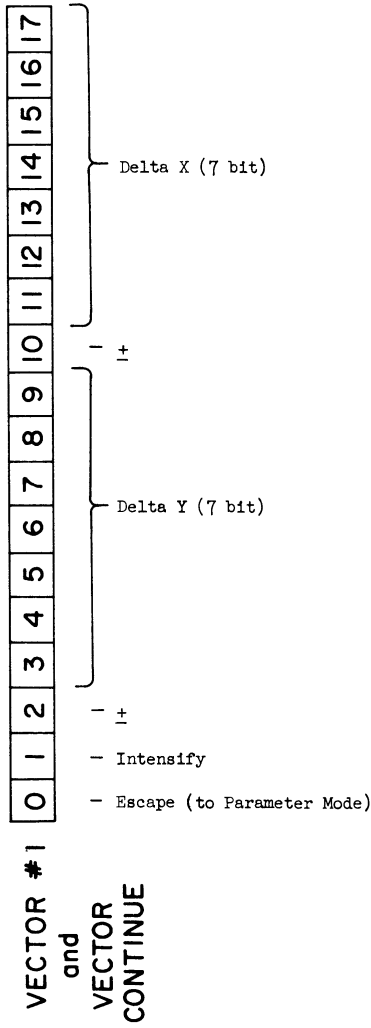 VECTOR #1
and
VECTOR
CONTINUE
0 1 2 3 4 5 6 7 8 9 10 11 12 13 14 15 16 17
- Escape (to Parameter Mode)
- Intensify
- ±
Delta Y (7 bit)
- ±
Delta X (7 bit)